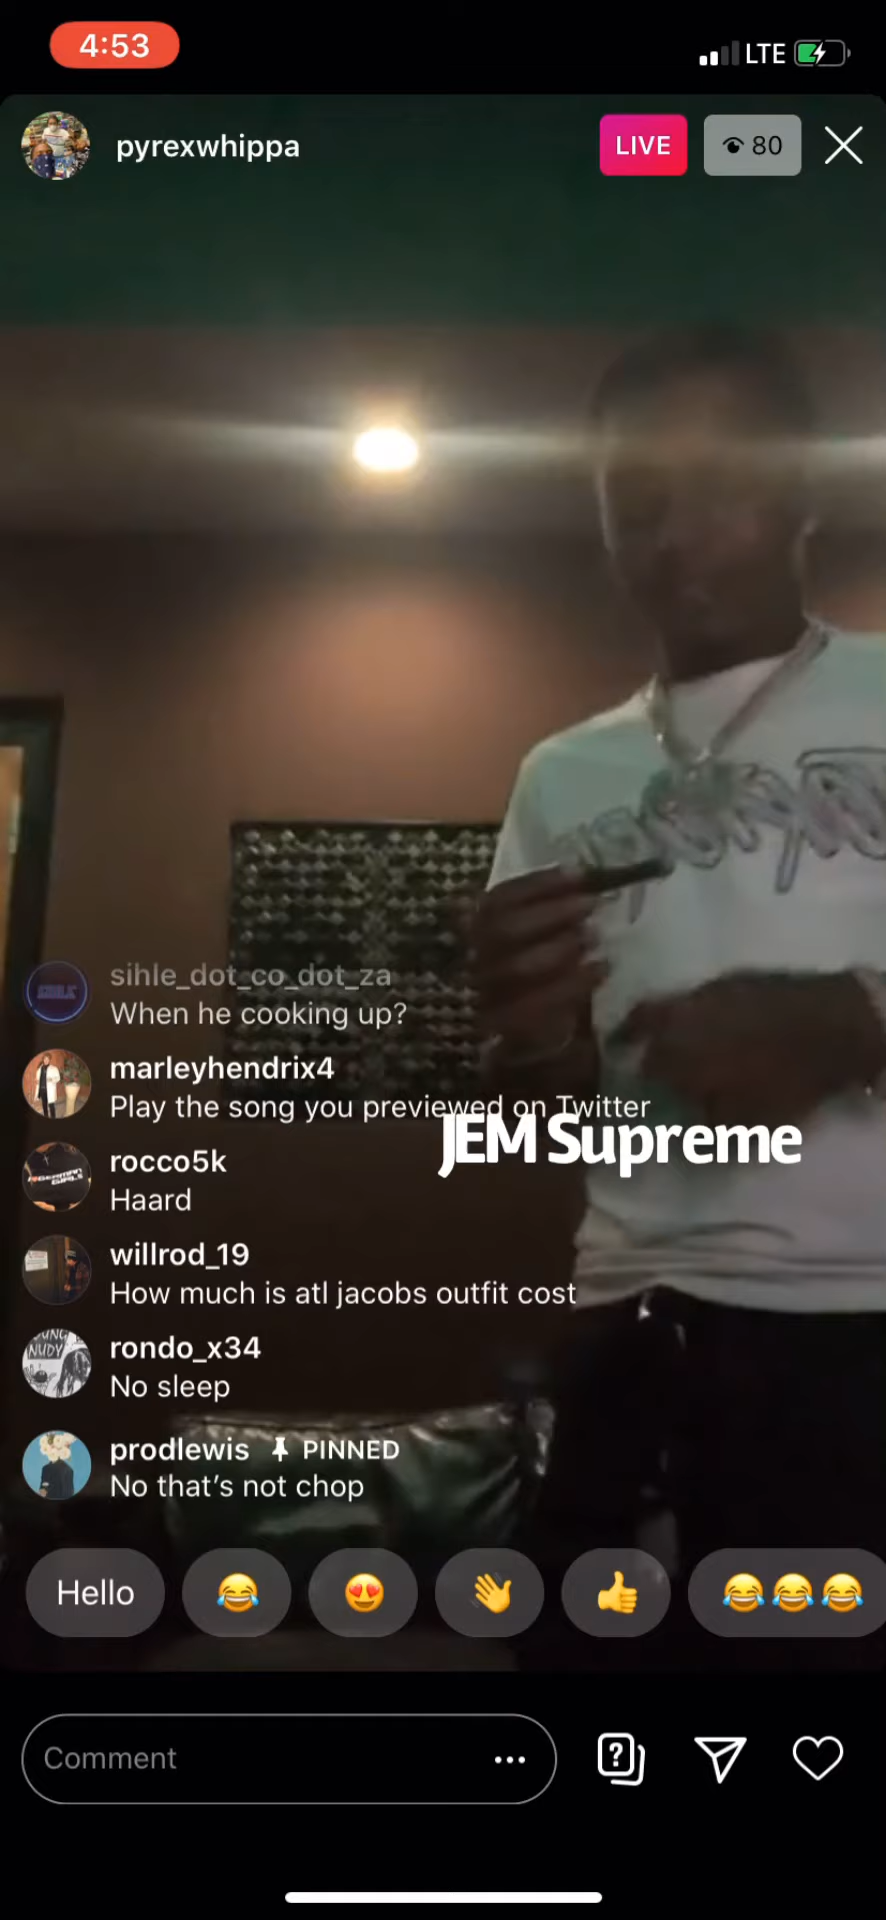 4:53
LTE
pyrexwhippa
LIVE
80
sihle_dot_co_dot_za
When he cooking up?
marleyhendrix4
Play the song you previewed on Twitter
JEM Supreme
rocco5k
Haard
willrod_19
How much is atl jacobs outfit cost
rondo_x34
No sleep
prodlewis PINNED
No that's not chop
Hello
Comment